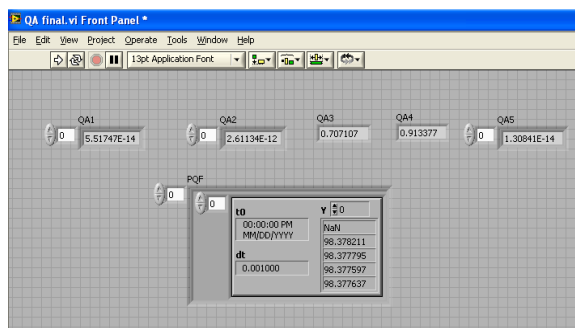 QA final.vi Front Panel *
File Edit View Project Operate Tools Window Help
13pt Application Font
QA1 QA2 QA3 QA4 QA5
0 5.51747E-14 0 2.61134E-12 0.707107 0.913377 0 1.30841E-14
PQF
0 0
t0 Y 0
00:00:00 PM NaN
MM/DD/YYYY 98.378211
dt 98.377795
0.001000 98.377597
98.377637